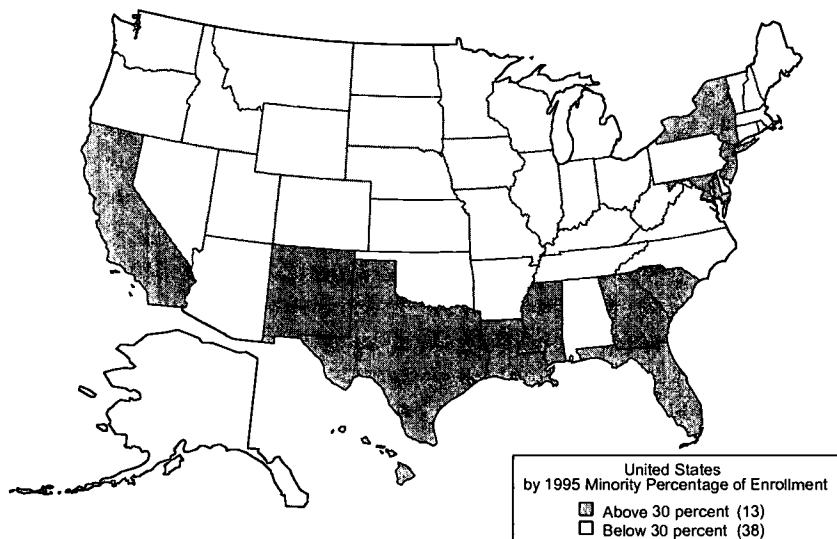 United States
by 1995 Minority Percentage of Enrollment
Above 30 percent (13)
Below 30 percent (38)